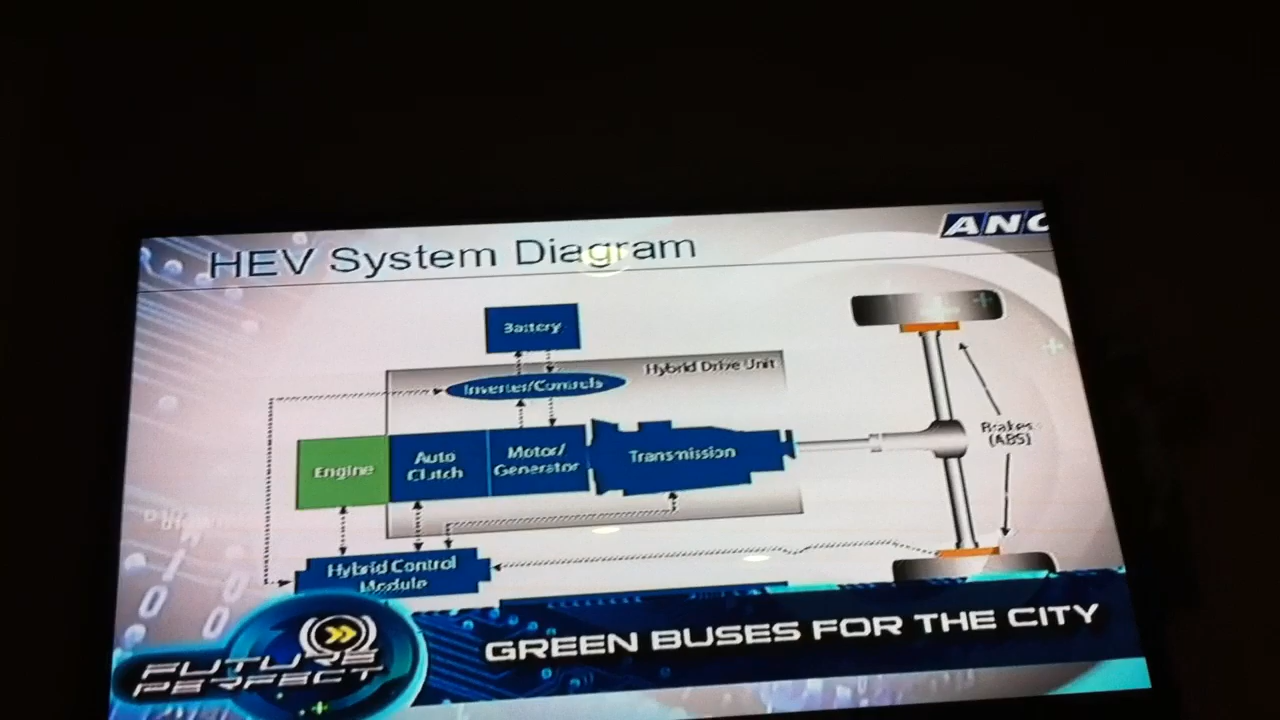 ANC
HEV System Diagram
Battery
Hybrid Drive Unit
Inverter/Controls
Engine
Auto
Clutch
Motor/
Generator
Transmission
Brakes
(ABS)
Hybrid Control
Module
GREEN BUSES FOR THE CITY
FUTURE
PERFECT